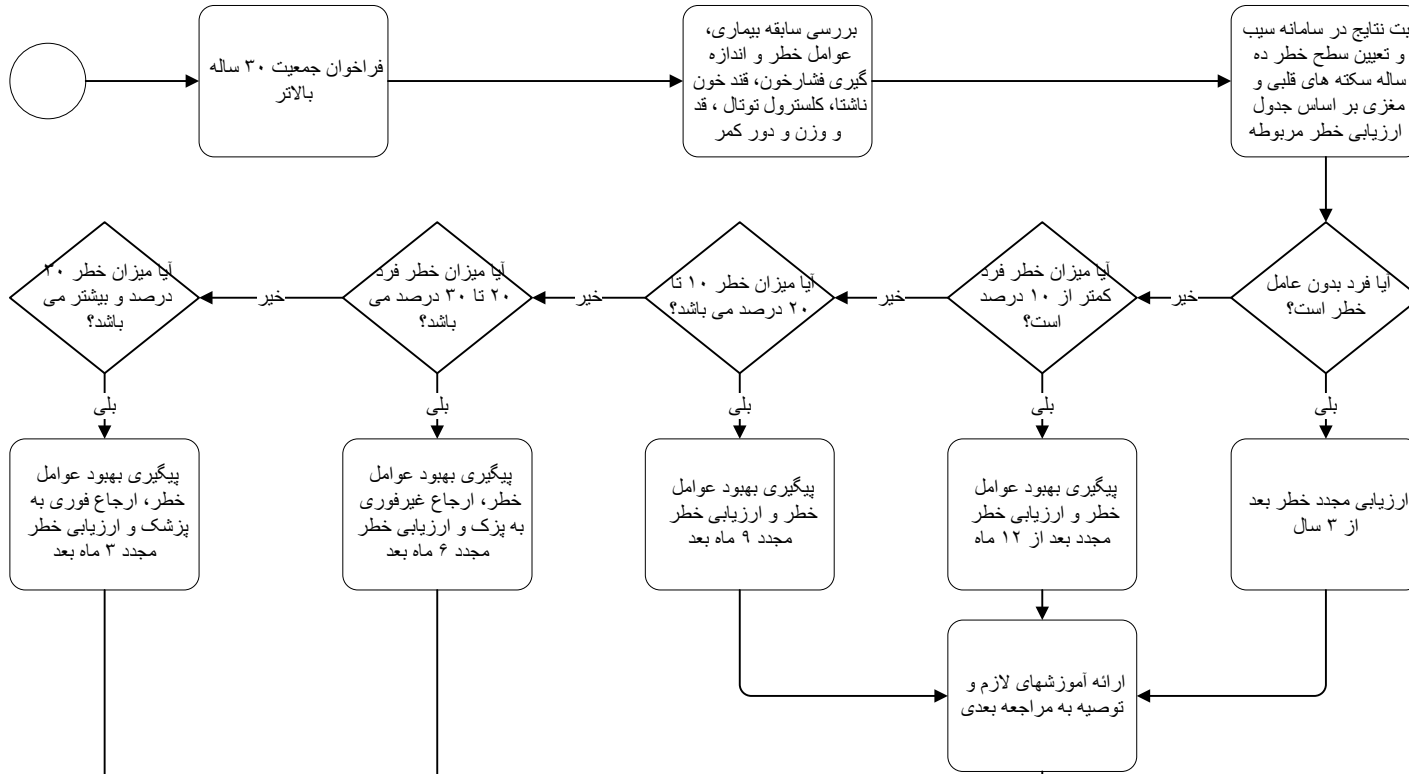 فراخوان جمعیت ۳۰ ساله
بالاتر
بررسی سابقه بیماری،
عوامل خطر و اندازه
گیری فشارخون، قند خون
ناشتا، کلسترول توتال ، قد
و وزن و دور کمر
بت نتایج در سامانه سیب
و تعیین سطح خطر ده
ساله سکته های قلبی و
مغزی بر اساس جدول
ارزیابی خطر مربوطه
آیا فرد بدون عامل
خطر است؟
خیر
آیا میزان خطر فرد
کمتر از ۱۰ درصد
است؟
خیر
آیا میزان خطر ۱۰ تا
۲۰ درصد می باشد؟
خیر
آیا میزان خطر فرد
۲۰ تا ۳۰ درصد می
باشد؟
خیر
آیا میزان خطر ۳۰
درصد و بیشتر می
باشد؟
بلی
بلی
بلی
بلی
بلی
ارزیابی مجدد خطر بعد
از ۳ سال
پیگیری بهبود عوامل
خطر و ارزیابی خطر
مجدد بعد از ۱۲ ماه
پیگیری بهبود عوامل
خطر و ارزیابی خطر
مجدد ۹ ماه بعد
پیگیری بهبود عوامل
خطر، ارجاع غیرفوری
به پزک و ارزیابی خطر
مجدد ۶ ماه بعد
پیگیری بهبود عوامل
خطر، ارجاع فوری به
پزشک و ارزیابی خطر
مجدد ۳ ماه بعد
ارائه آموزشهای لازم و
توصیه به مراجعه بعدی